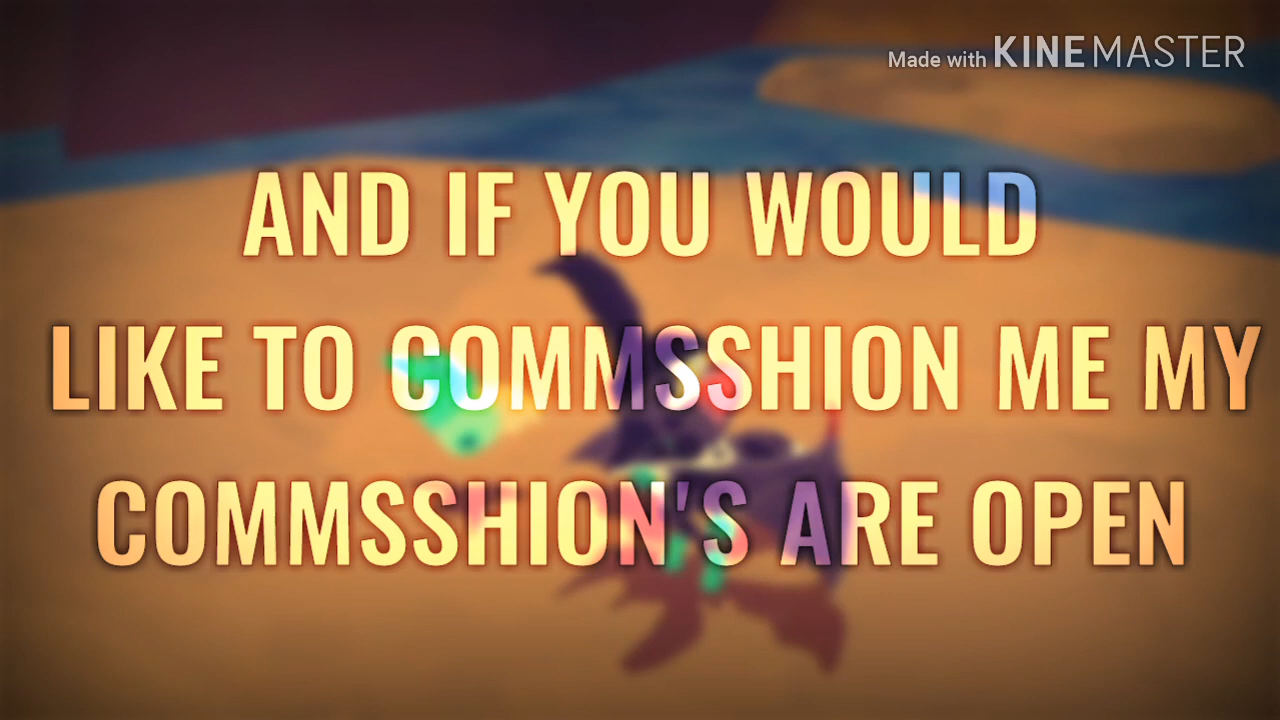 Made with KINEMASTER
AND IF YOU WOULD
LIKE TO COMMSSHION ME MY
COMMSSHION'S ARE OPEN